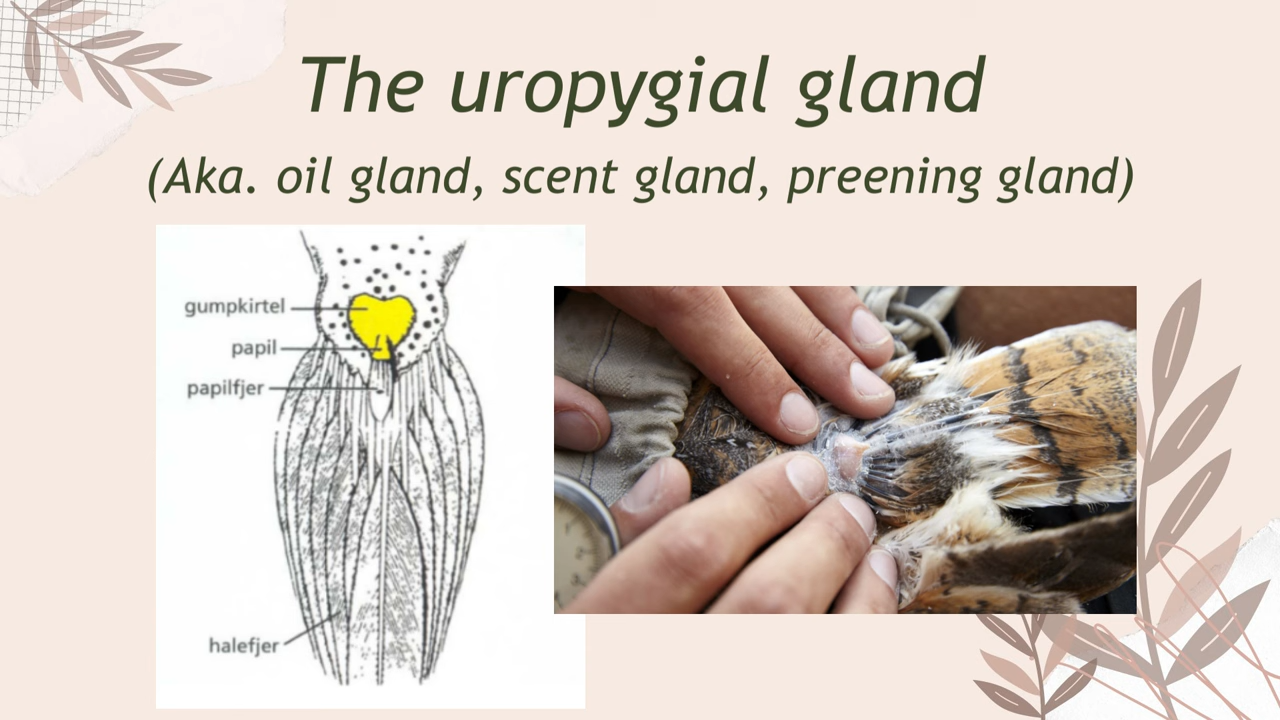 The uropygial gland
(Aka. oil gland, scent gland, preening gland)
gumpkirtel
papil
papilfjer
halefjer